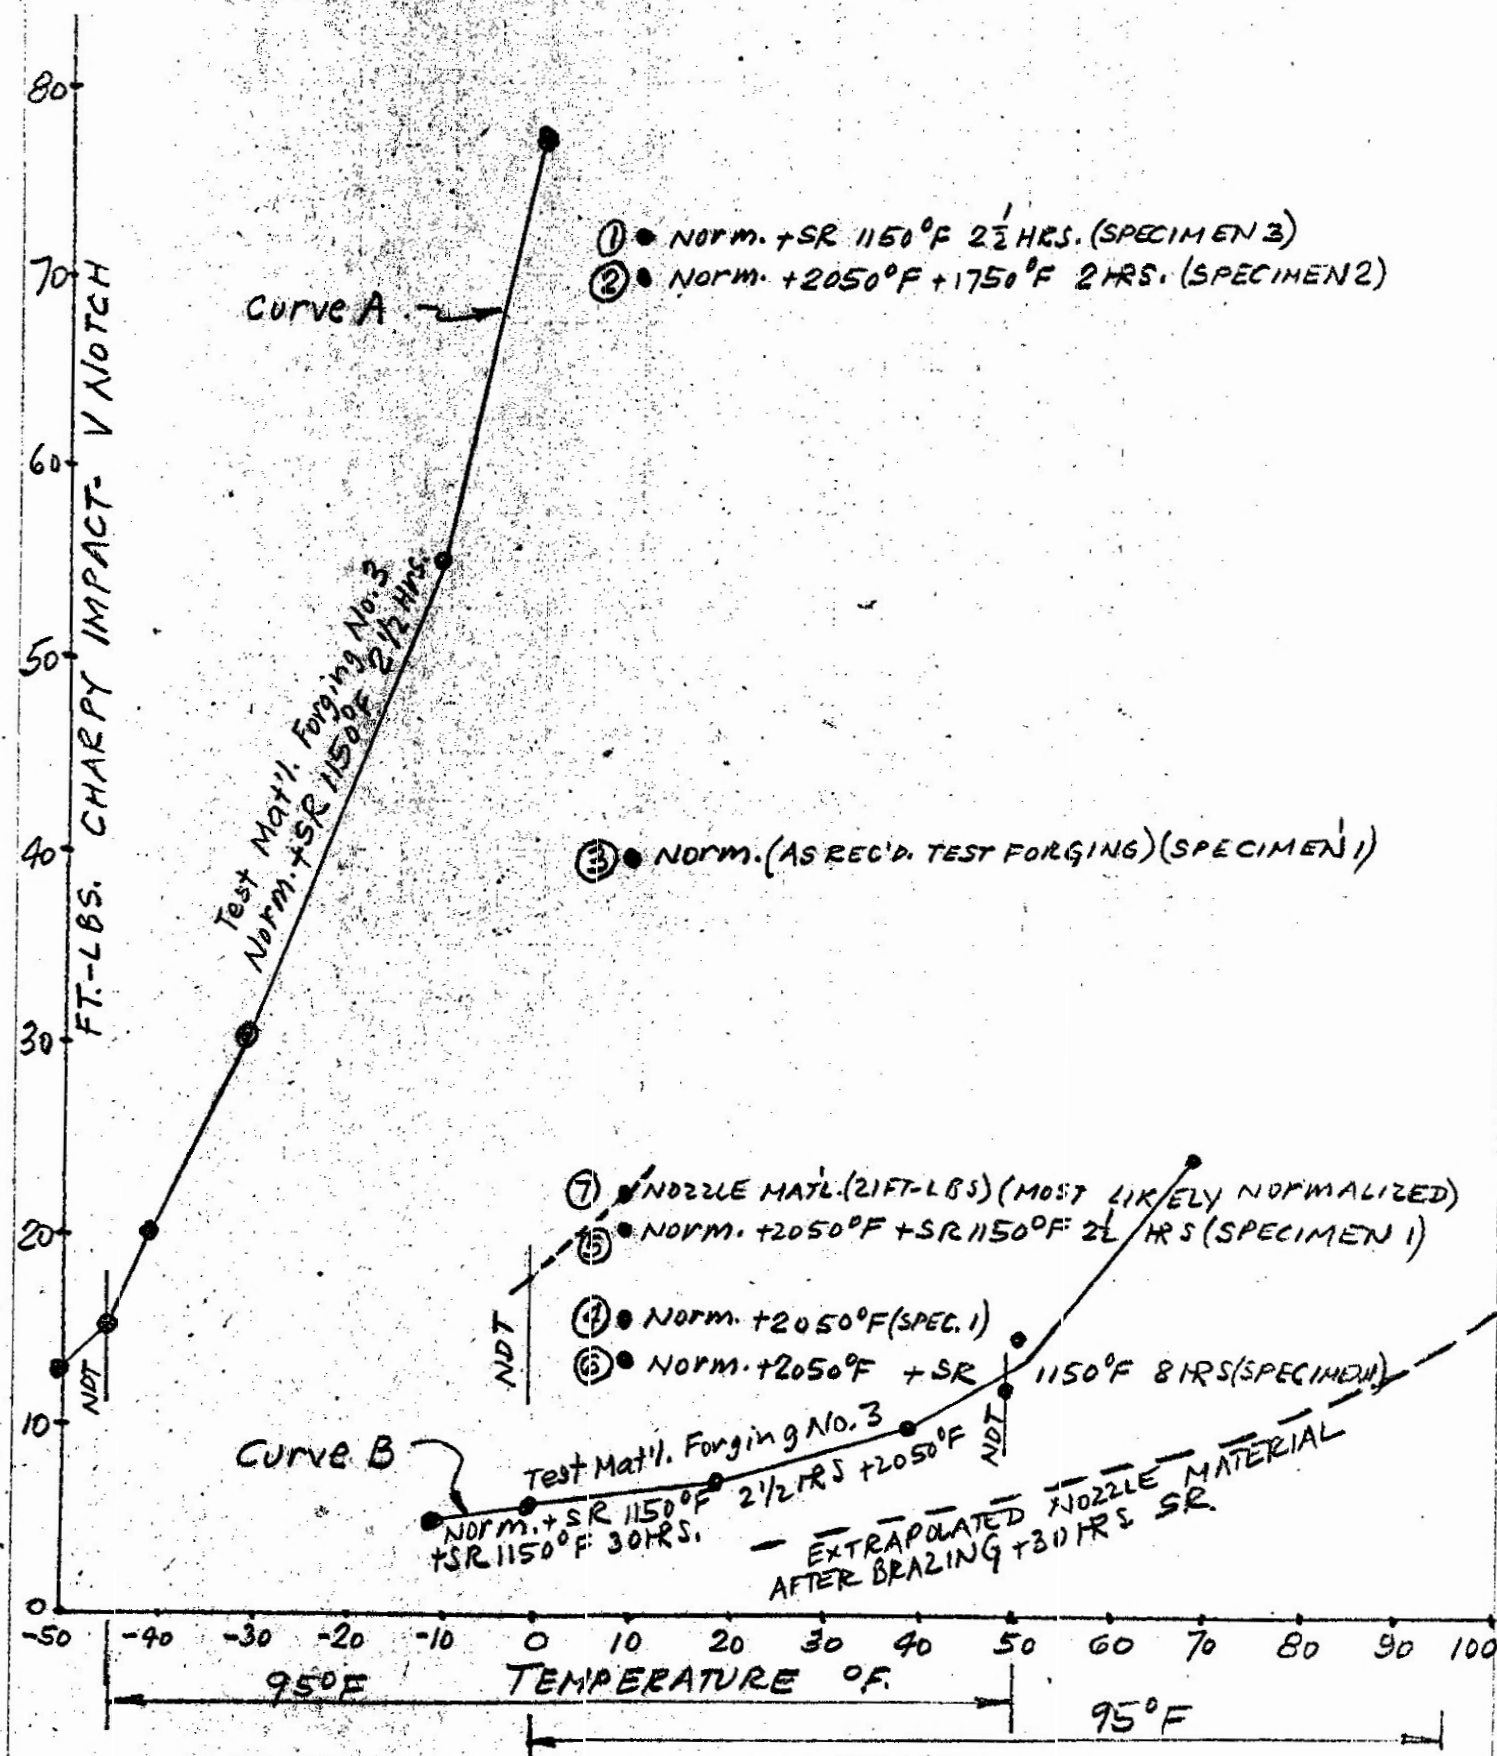 80
70
60
50
40
30
20
10
0
FT.-LBS. CHARPY IMPACT- V NOTCH
① Norm. +SR 1150°F 2½ HRS. (SPECIMEN 3)
② Norm. +2050°F +1750°F 2 HRS. (SPECIMEN 2)
Curve A
Test Mat'l. Forging No. 3
Norm. +SR 1150°F 2 1/2 Hrs.
③ Norm. (AS REC'D. TEST FORGING) (SPECIMEN 1)
⑦ NOZZLE MAT'L. (21 FT-LBS) (MOST LIKELY NORMALIZED)
⑤ Norm. +2050°F +SR 1150°F 2½ HRS (SPECIMEN 1)
④ Norm. +2050°F (SPEC. 1)
⑥ Norm. +2050°F +SR 1150°F 8 HRS (SPECIMEN 1)
NDT
NDT
NDT
Curve B
Test Mat'l. Forging No. 3
Norm. + SR 1150°F 2 1/2 HRS +2050°F
+SR 1150°F 30 HRS.
EXTRAPOLATED NOZZLE MATERIAL
AFTER BRAZING +30 HRS SR.
-50 -40 -30 -20 -10 0 10 20 30 40 50 60 70 80 90 100
TEMPERATURE °F.
95°F
95°F